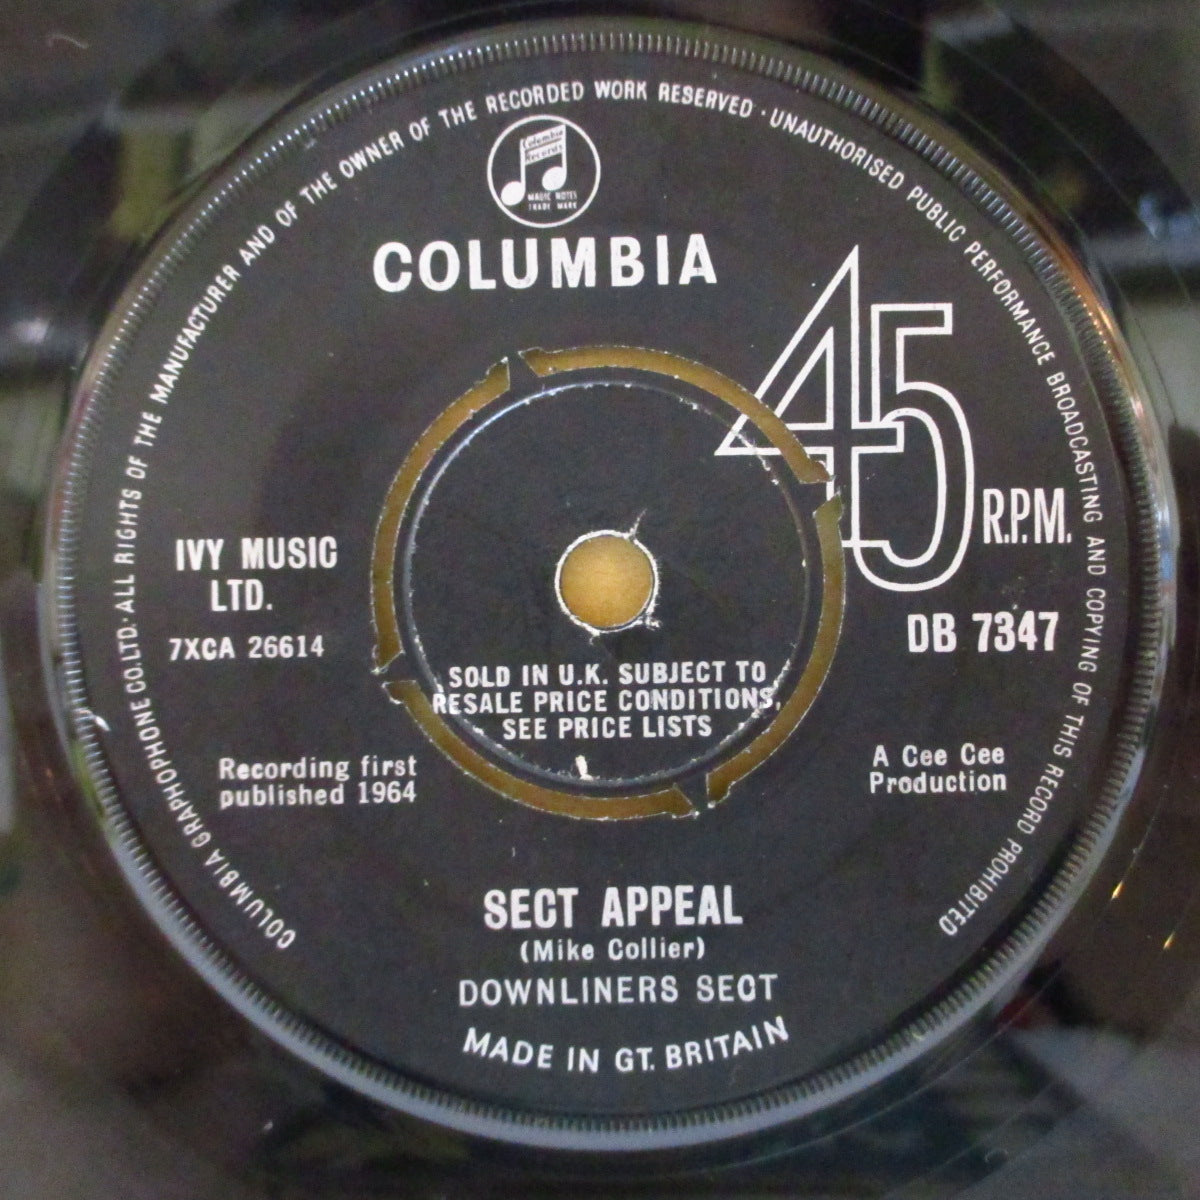 COLUMBIA GRAPHOPHONE CO. LTD. · ALL RIGHTS OF THE MANUFACTURER AND OF THE OWNER OF THE RECORDED WORK RESERVED · UNAUTHORISED PUBLIC PERFORMANCE BROADCASTING AND COPYING OF THIS RECORD PROHIBITED
Columbia
Records
MAGIC NOTES
TRADE MARK
COLUMBIA
45
R.P.M.
IVY MUSIC
LTD.
7XCA 26614
DB 7347
SOLD IN U.K. SUBJECT TO
RESALE PRICE CONDITIONS,
SEE PRICE LISTS
Recording first
published 1964
A Cee Cee
Production
SECT APPEAL
(Mike Collier)
DOWNLINERS SECT
MADE IN GT. BRITAIN